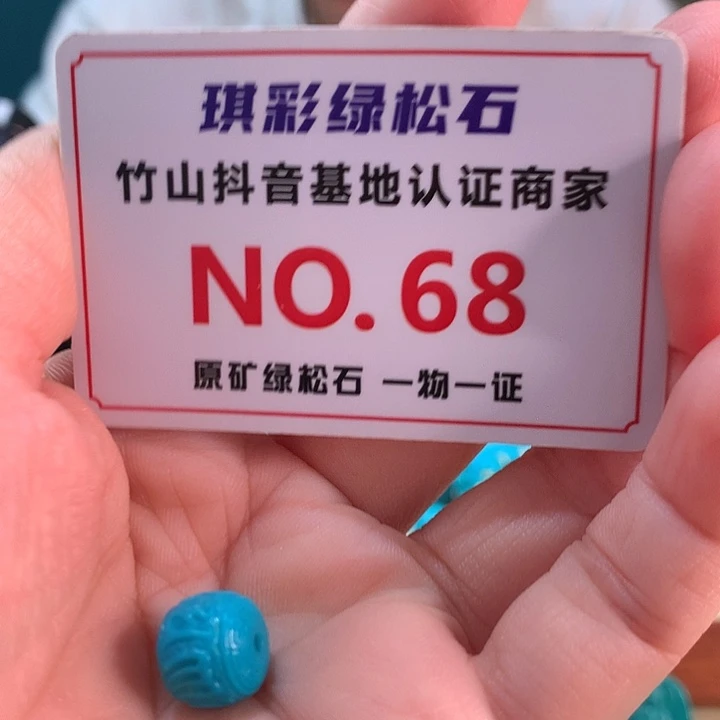 琪彩绿松石
竹山抖音基地认证商家
NO.68
原矿绿松石 一物一证